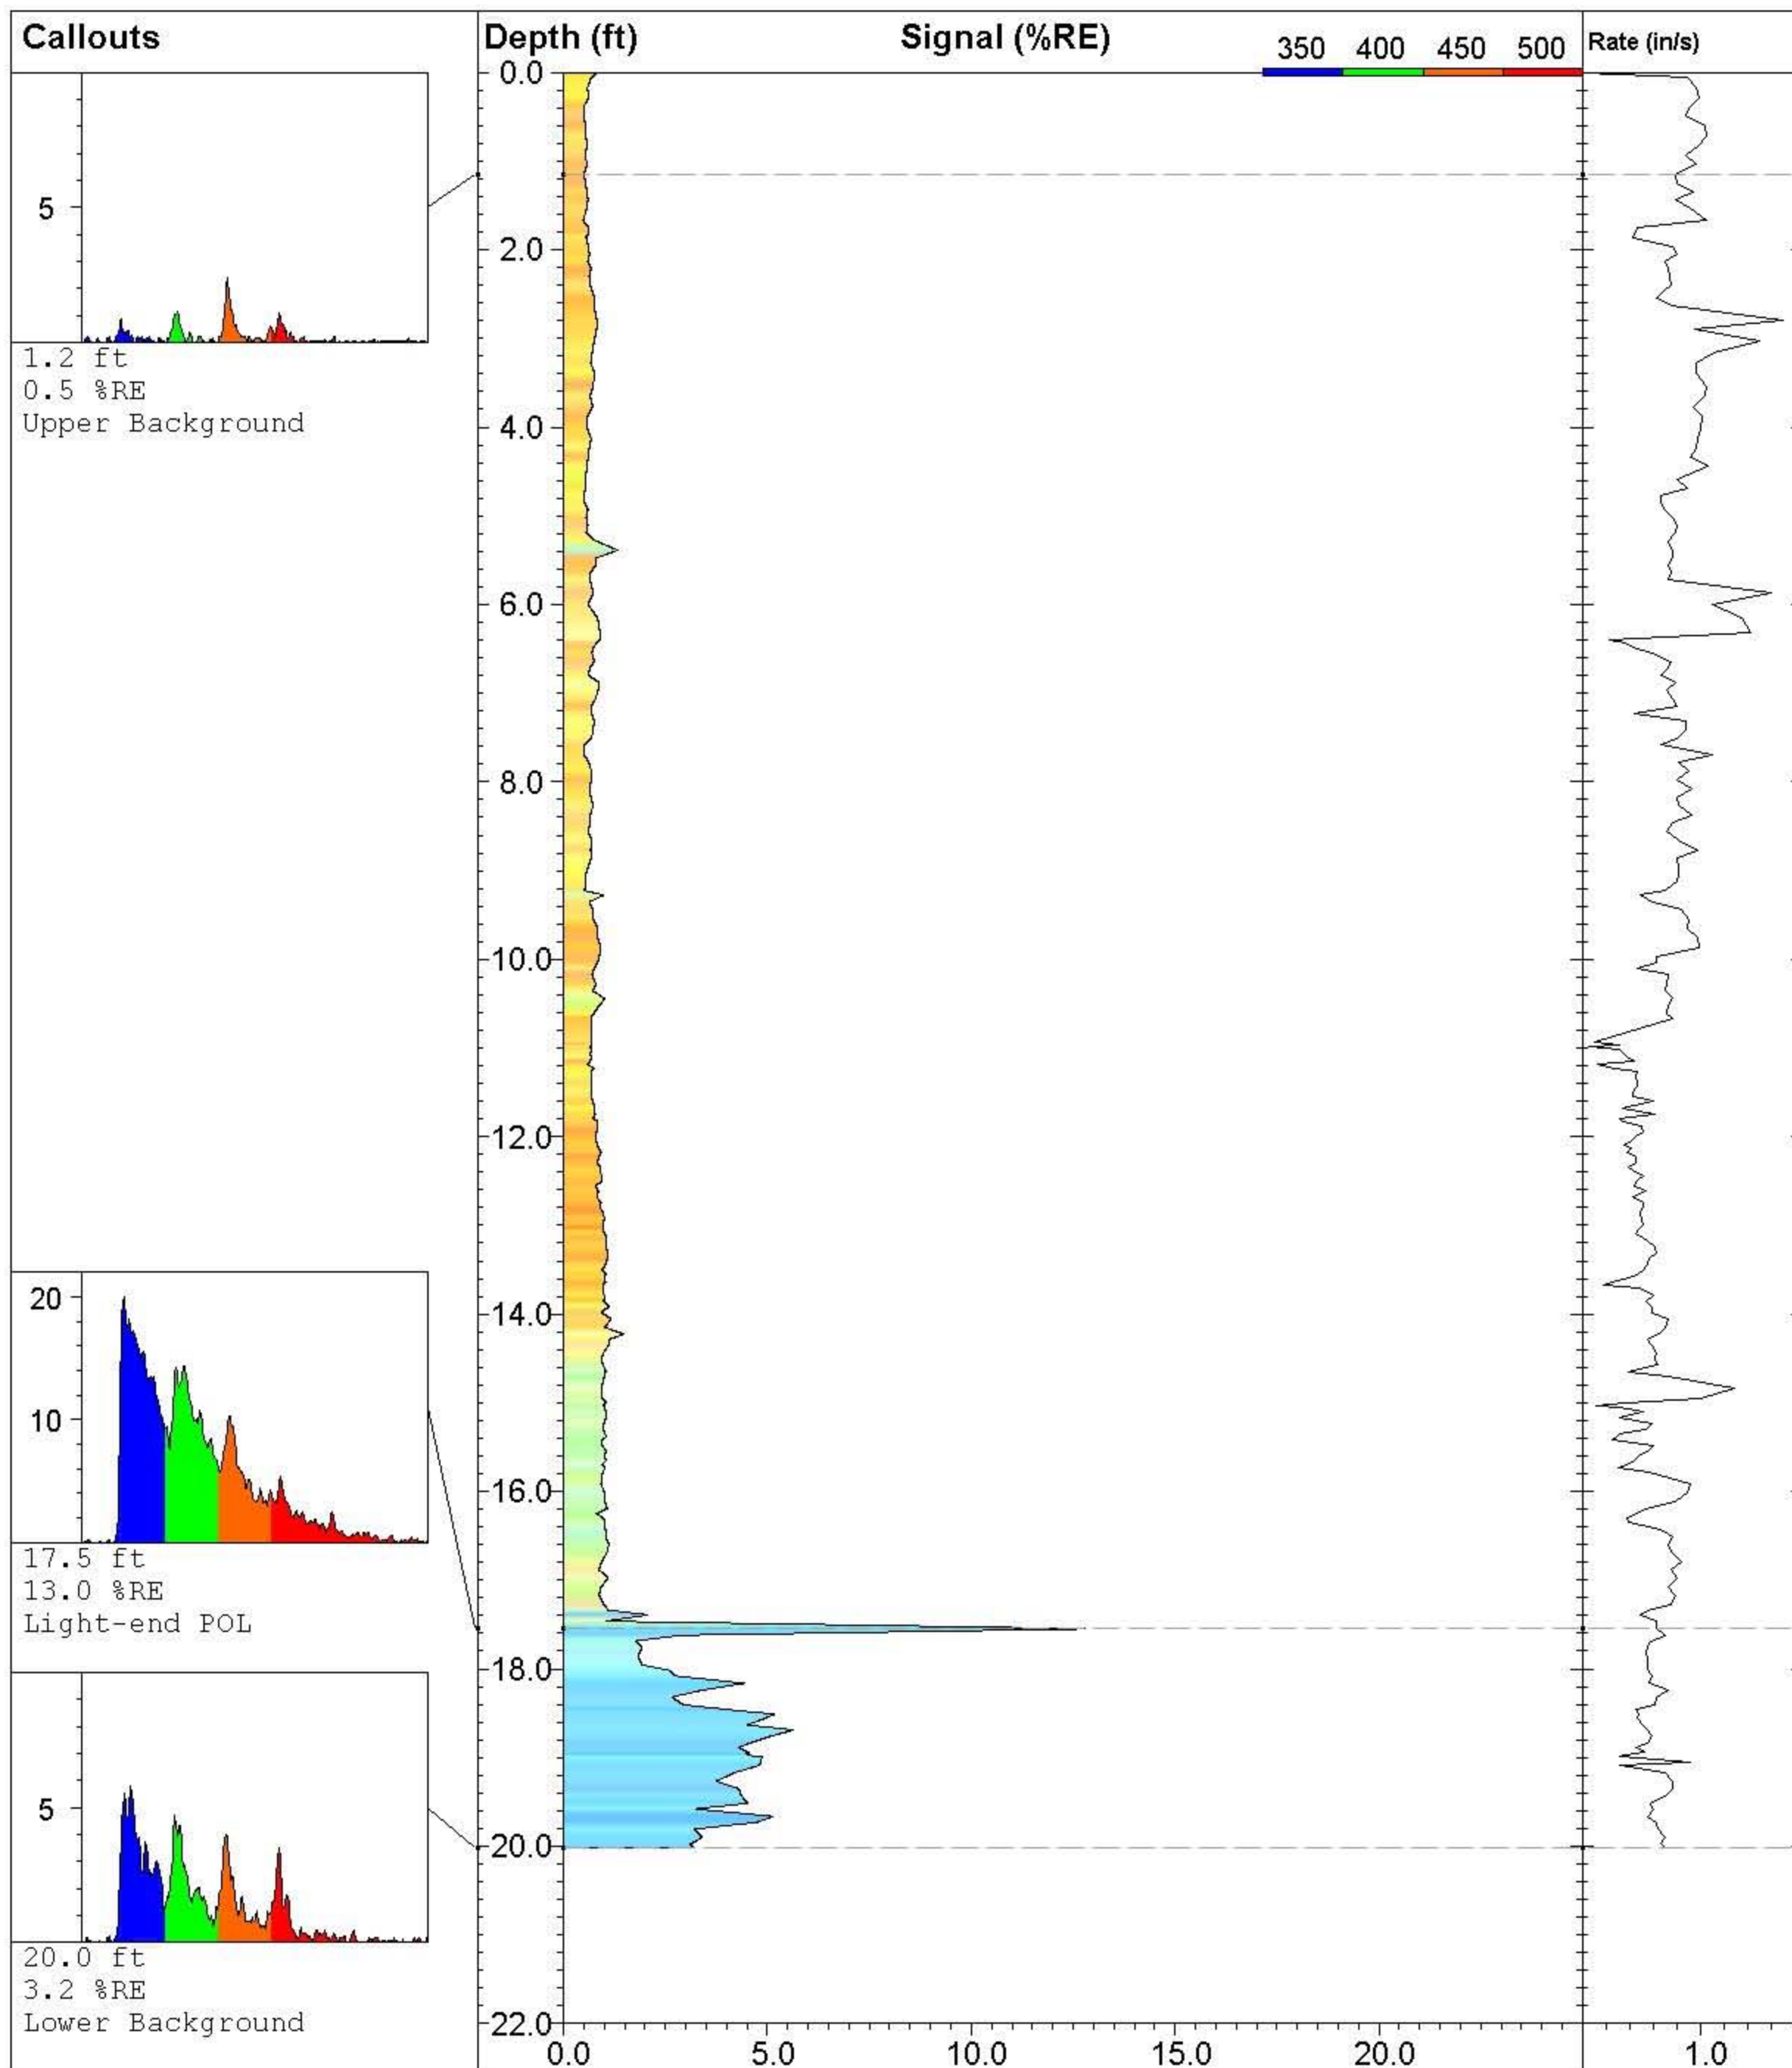 Callouts
Depth (ft)
Signal (%RE)
350 400 450 500
Rate (in/s)
5
1.2 ft
0.5 %RE
Upper Background
20
10
17.5 ft
13.0 %RE
Light-end POL
5
20.0 ft
3.2 %RE
Lower Background
0.0
2.0
4.0
6.0
8.0
10.0
12.0
14.0
16.0
18.0
20.0
22.0
0.0 5.0 10.0 15.0 20.0
1.0